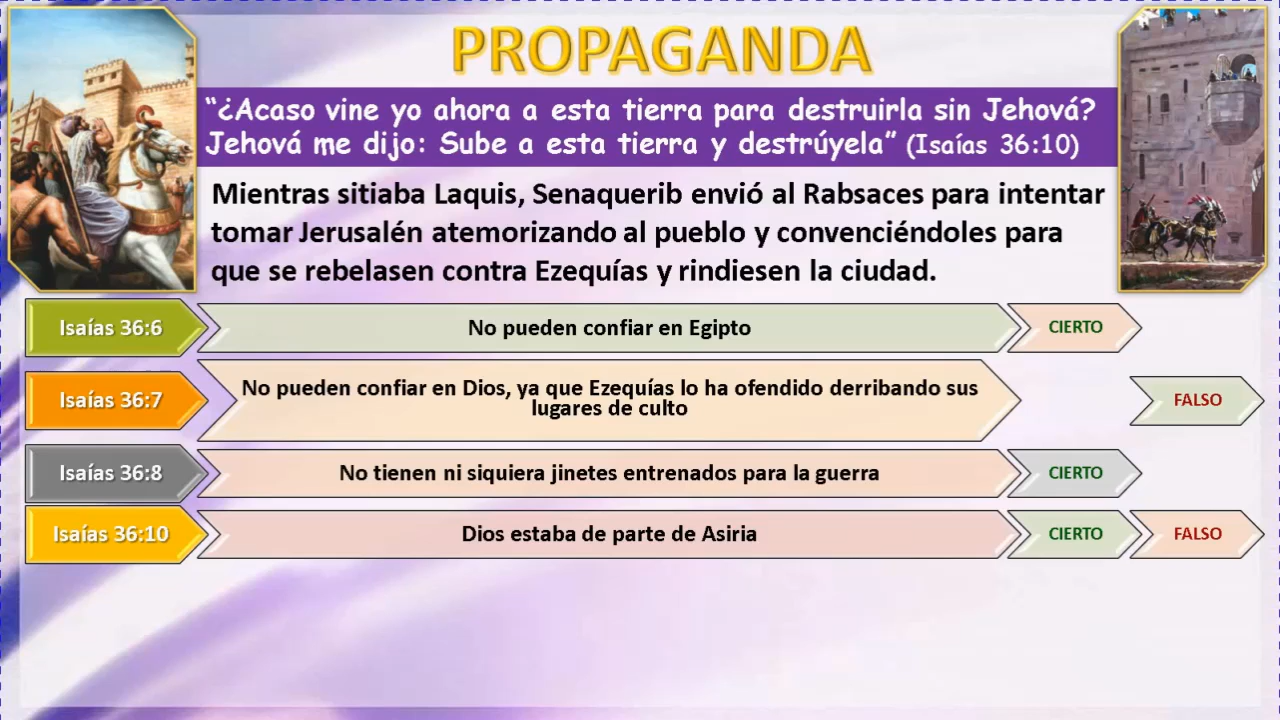 PROPAGANDA
“¿Acaso vine yo ahora a esta tierra para destruirla sin Jehová?
Jehová me dijo: Sube a esta tierra y destrúyela” (Isaías 36:10)
Mientras sitiaba Laquis, Senaquerib envió al Rabsaces para intentar
tomar Jerusalén atemorizando al pueblo y convenciéndoles para
que se rebelasen contra Ezequías y rindiesen la ciudad.
Isaías 36:6 No pueden confiar en Egipto CIERTO
Isaías 36:7 No pueden confiar en Dios, ya que Ezequías lo ha ofendido derribando sus
lugares de culto FALSO
Isaías 36:8 No tienen ni siquiera jinetes entrenados para la guerra CIERTO
Isaías 36:10 Dios estaba de parte de Asiria CIERTO FALSO